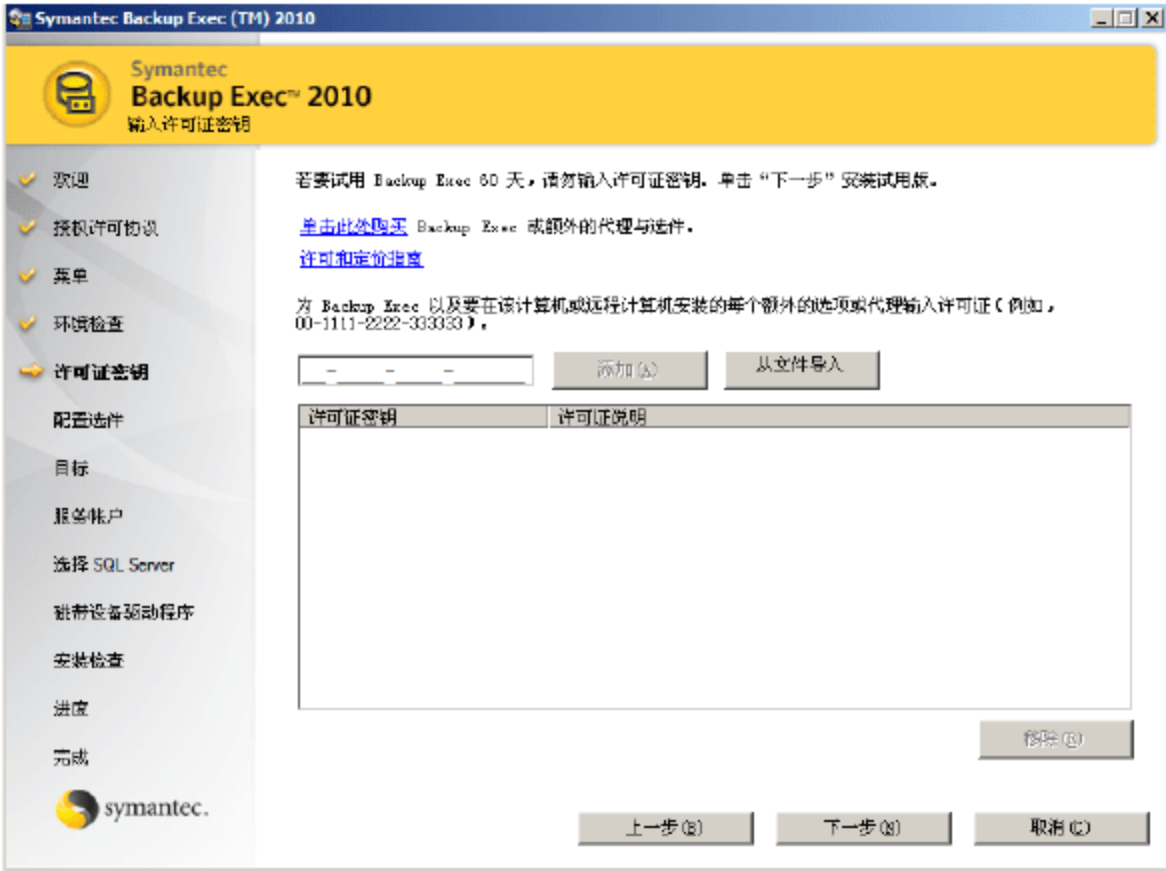 Symantec Backup Exec (TM) 2010
Symantec
Backup Exec™ 2010
输入许可证密钥
欢迎
授权许可协议
菜单
环境检查
许可证密钥
配置选件
目标
服务帐户
选择 SQL Server
磁带设备驱动程序
安装检查
进度
完成
symantec.
若要试用 Backup Exec 60 天，请勿输入许可证密钥。单击“下一步”安装试用版。
单击此处购买 Backup Exec 或额外的代理与选件。
许可和定价指南
为 Backup Exec 以及要在该计算机或远程计算机安装的每个额外的选项或代理输入许可证(例如，
00-1111-2222-333333)。
__-____-____-______
添加(A)
从文件导入
许可证密钥
许可证说明
移除(R)
上一步(B)
下一步(N)
取消(C)